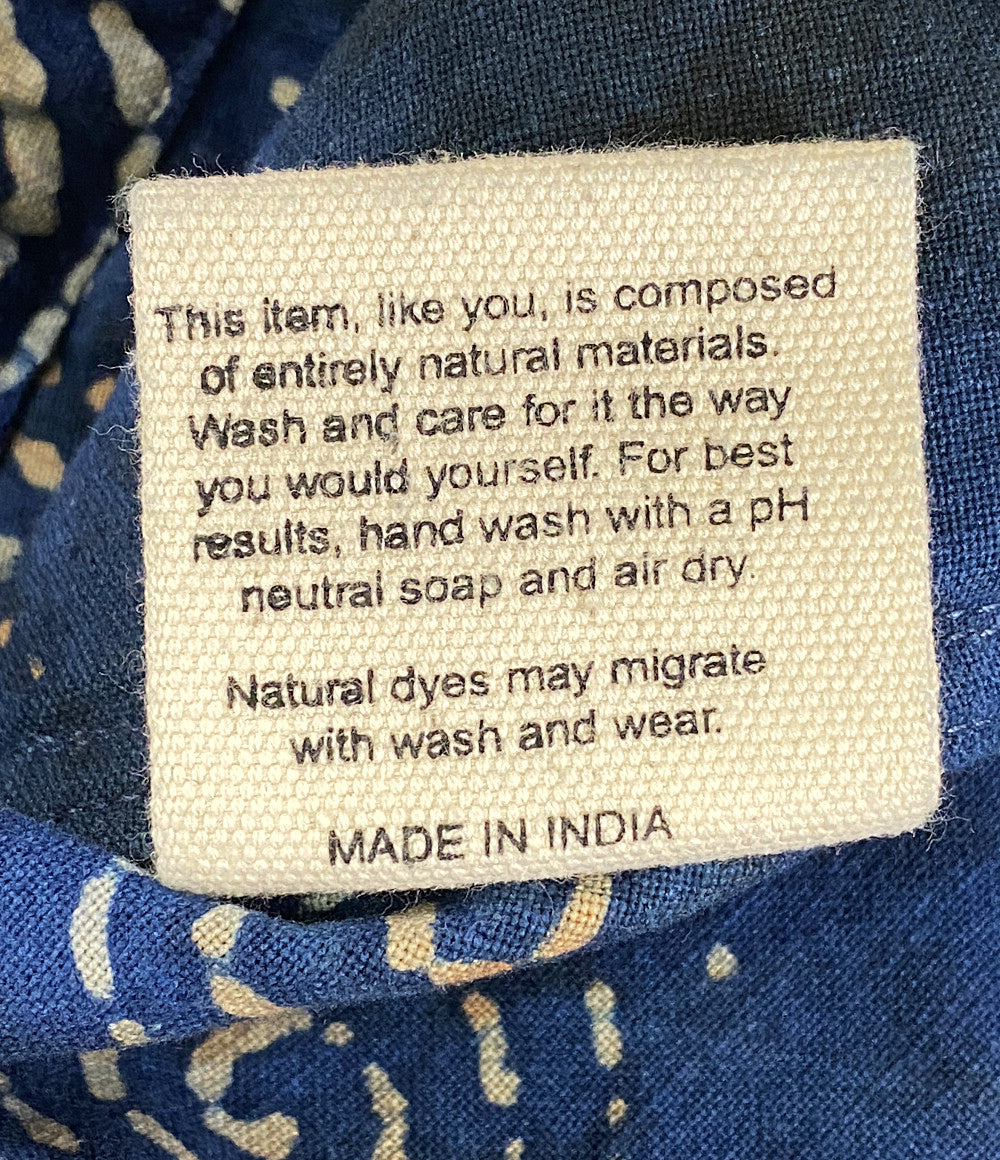 This item, like you, is composed
of entirely natural materials.
Wash and care for it the way
you would yourself. For best
results, hand wash with a pH
neutral soap and air dry.
Natural dyes may migrate
with wash and wear.
MADE IN INDIA